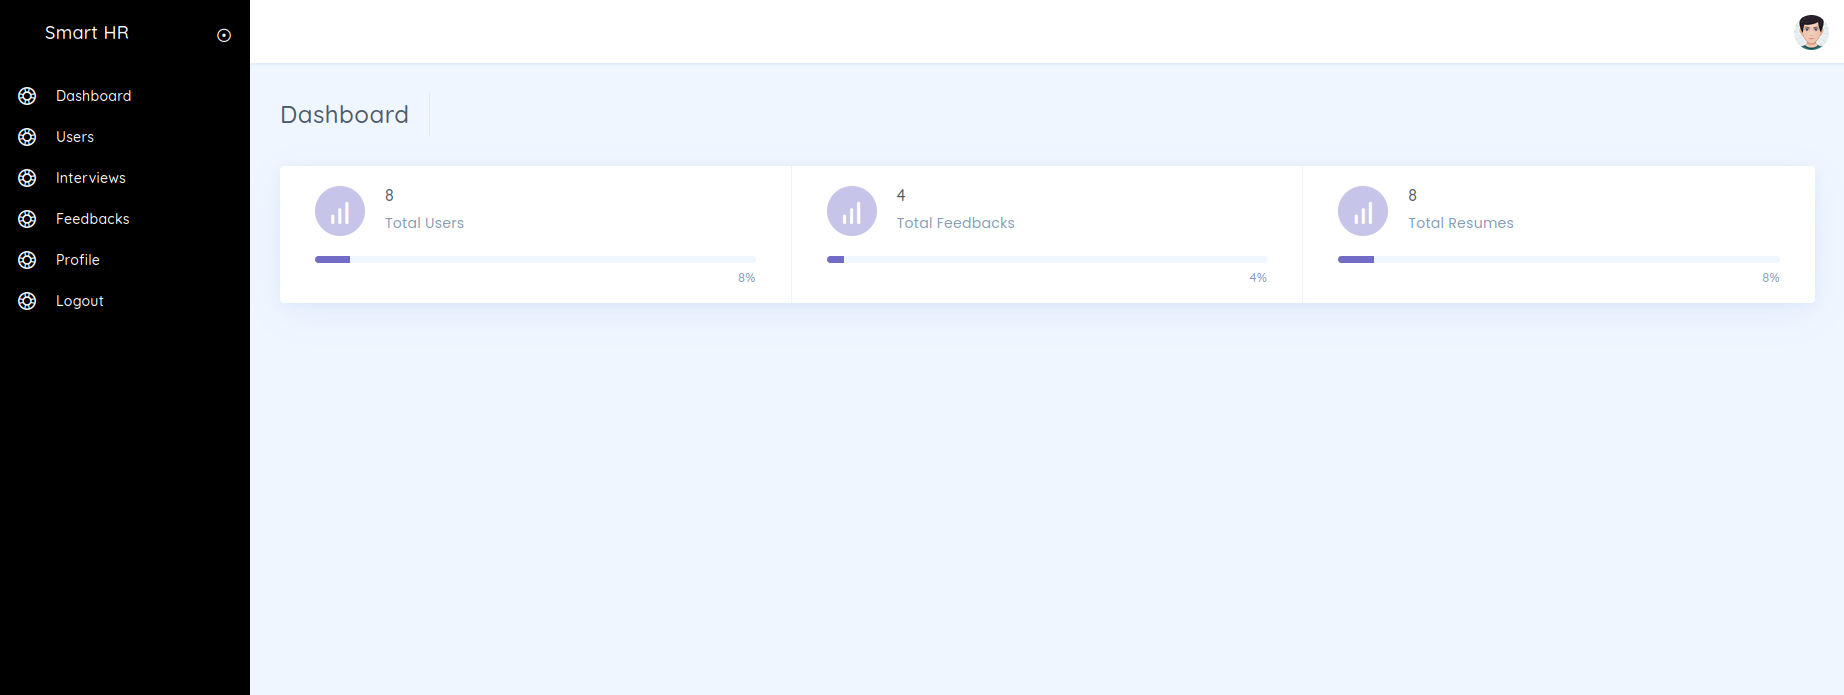 Smart HR
Dashboard
Users
Interviews
Feedbacks
Profile
Logout
Dashboard
8
Total Users
8%
4
Total Feedbacks
4%
8
Total Resumes
8%